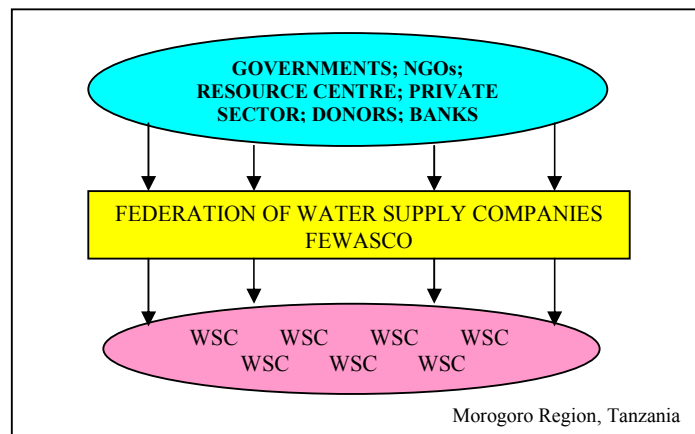 GOVERNMENTS; NGOs;
RESOURCE CENTRE; PRIVATE
SECTOR; DONORS; BANKS
FEDERATION OF WATER SUPPLY COMPANIES
FEWASCO
WSC WSC WSC WSC
WSC WSC WSC
Morogoro Region, Tanzania